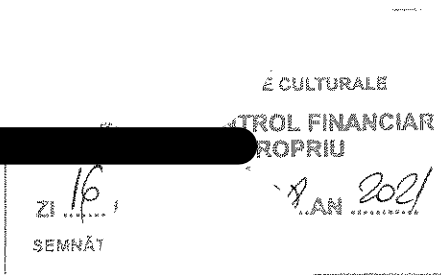 E CULTURALE
TROL FINANCIAR
ROPRIU
ZI 16 AN 2021
SEMNĂT